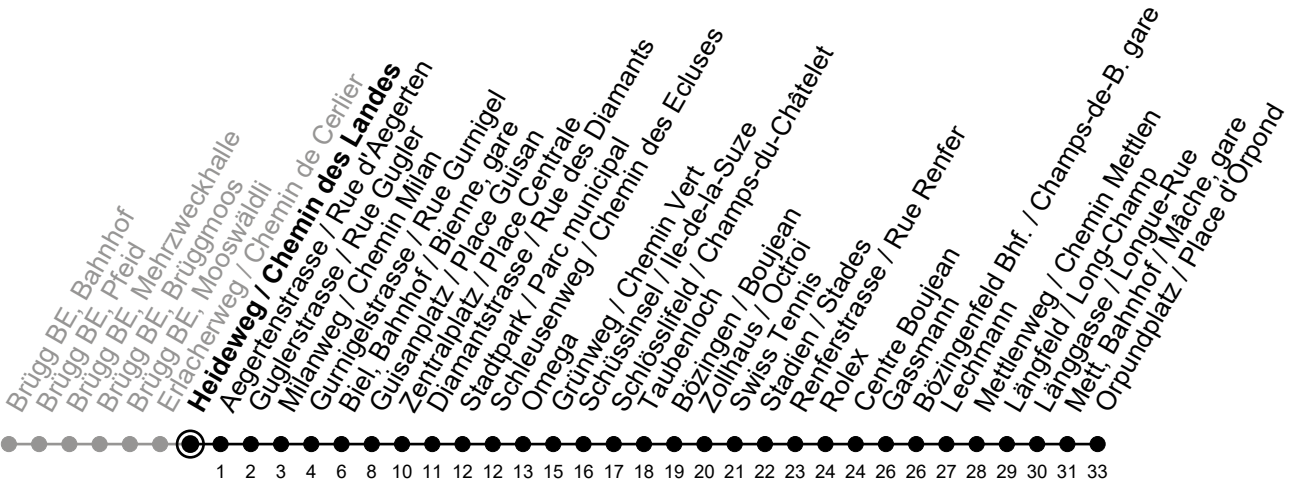 Brügg BE, Bahnhof
Brügg BE, Pfeid
Brügg BE, Mehrzweckhalle
Brügg BE, Brüggmoos
Brügg BE, Mooswäldli
Erlacherweg / Chemin de Cerlier
Heideweg / Chemin des Landes
Aegertenstrasse / Rue d'Aegerten
Guglerstrasse / Rue Gugler
Milanweg / Chemin Milan
Gurnigelstrasse / Rue Gurnigel
Biel, Bahnhof / Bienne, gare
Guisanplatz / Place Guisan
Zentralplatz / Place Centrale
Diamantstrasse / Rue des Diamants
Stadtpark / Parc municipal
Schleusenweg / Chemin des Ecluses
Omega
Grünweg / Chemin Vert
Schüssinsel / Ile-de-la-Suze
Schlösslifeld / Champs-du-Châtelet
Taubenloch
Bözingen / Boujean
Zollhaus / Octroi
Swiss Tennis
Stadien / Stades
Renferstrasse / Rue Renfer
Rolex
Centre Boujean
Gassmann
Bözingenfeld Bhf. / Champs-de-B. gare
Lechmann
Mettlenweg / Chemin Mettlen
Längfeld / Long-Champ
Länggasse / Longue-Rue
Mett, Bahnhof / Mâche, gare
Orpundplatz / Place d'Orpond
1 2 3 4 6 8 10 11 12 12 13 15 16 17 18 19 20 21 22 23 24 24 26 26 27 28 29 30 31 33